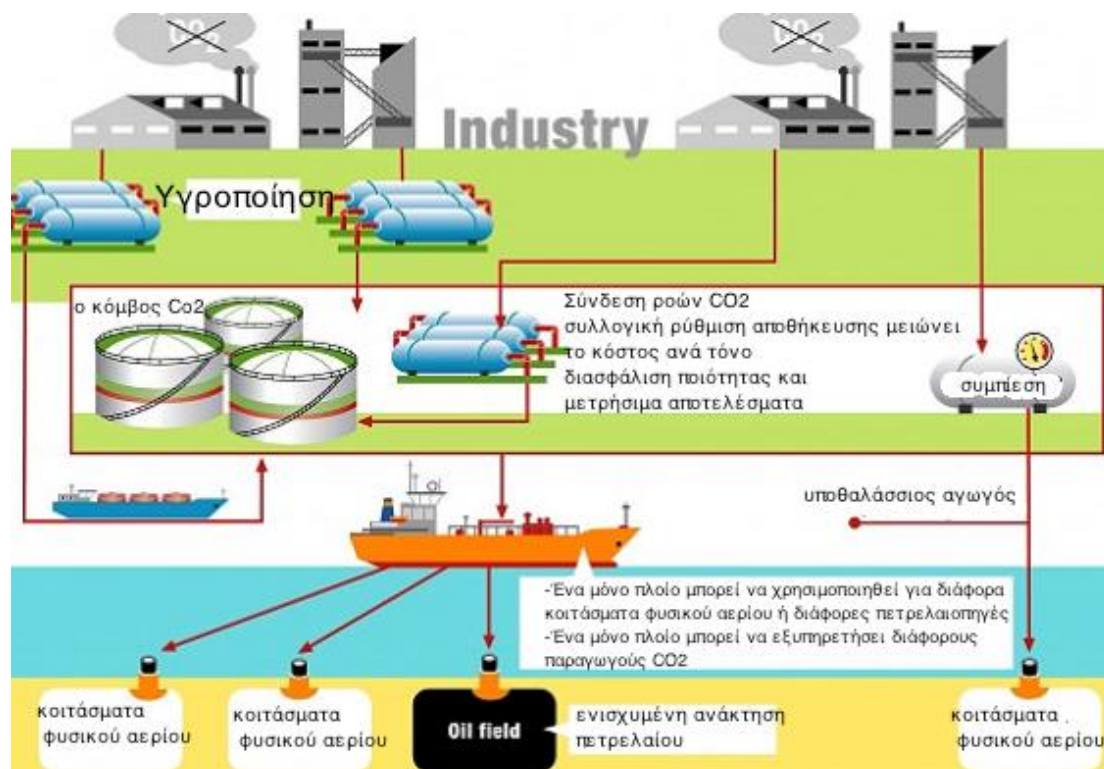 CO2
CO2
Industry
Υγροποίηση
ο κόμβος Co2
Σύνδεση ροών CO2
συλλογική ρύθμιση αποθήκευσης μειώνει
το κόστος ανά τόνο
διασφάλιση ποιότητας και
μετρήσιμα αποτελέσματα
συμπίεση
υποθαλάσσιος αγωγός
-Ένα μόνο πλοίο μπορεί να χρησιμοποιηθεί για διάφορα
κοιτάσματα φυσικού αερίου ή διάφορες πετρελαιοπηγές
-Ένα μόνο πλοίο μπορεί να εξυπηρετήσει διάφορους
παραγωγούς CO2
κοιτάσματα
φυσικού αερίου
κοιτάσματα
φυσικού αερίου
Oil field
ενισχυμένη ανάκτηση
πετρελαίου
κοιτάσματα
φυσικού αερίου